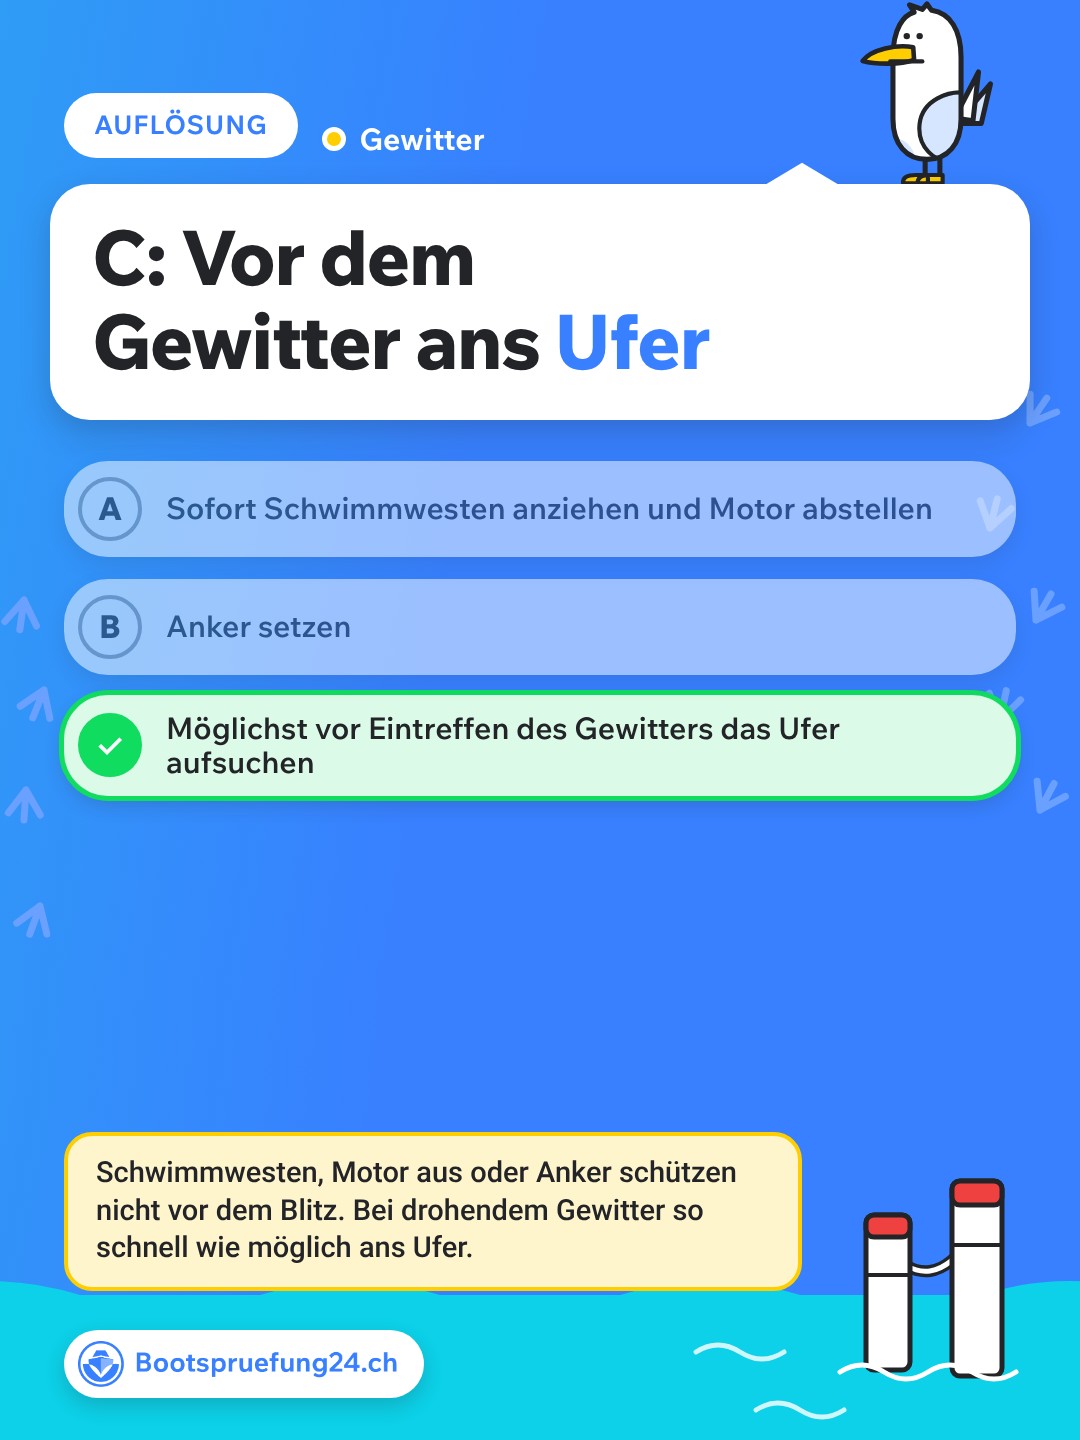 AUFLÖSUNG
Gewitter
C: Vor dem
Gewitter ans Ufer
A Sofort Schwimmwesten anziehen und Motor abstellen
B Anker setzen
Möglichst vor Eintreffen des Gewitters das Ufer
aufsuchen
Schwimmwesten, Motor aus oder Anker schützen
nicht vor dem Blitz. Bei drohendem Gewitter so
schnell wie möglich ans Ufer.
Bootspruefung24.ch